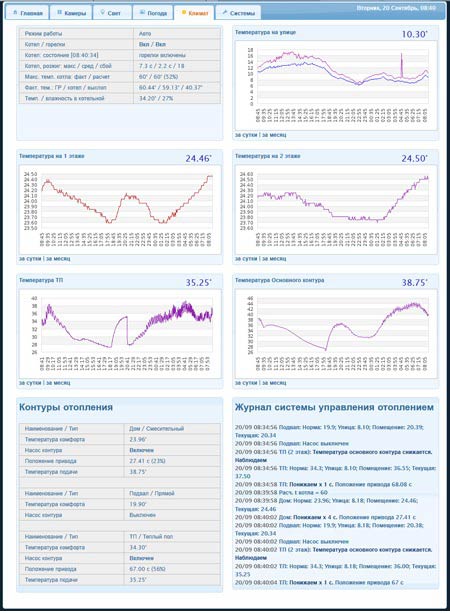 Главная Камеры Свет Погода Климат Системы
Вторник, 20 Сентябрь, 08:40
Режим работы Авто
Котел / горелки Вкл / Вкл
Котел: состояние [08:40:34] горелки включены
Котел, розжиг: макс / сред / сбой 7.3 с / 2.2 с / 18
Макс. темп. котла: факт / расчет 60° / 60° (52%)
Факт. тем.: ГР / котел / выхлоп 60.44° / 59.13° / 40.37°
Темп. / влажность в котельной 34.20° / 27%
Температура на улице 10.30°
за сутки | за месяц
Температура на 1 этаже 24.46°
за сутки | за месяц
Температура на 2 этаже 24.50°
за сутки | за месяц
Температура ТП 35.25°
за сутки | за месяц
Температура Основного контура 38.75°
за сутки | за месяц
Контуры отопления
Наименование / Тип Дом / Смесительный
Температура комфорта 23.96°
Насос контура Включен
Положение привода 27.41 с (23%)
Температура подачи 38.75°
Наименование / Тип Подвал / Прямой
Температура комфорта 19.90°
Насос контура Выключен
Наименование / Тип ТП / Теплый пол
Температура комфорта 34.30°
Насос контура Включен
Положение привода 67.00 с (56%)
Температура подачи 35.25°
Журнал системы управления отоплением
20/09 08:34:56 Подвал: Норма: 19.9; Улица: 8.10; Помещение: 20.39;
Текущая: 20.34
20/09 08:34:56 Подвал: Насос выключен
20/09 08:34:56 ТП (2 этаж): Температура основного контура снижается.
Наблюдаем
20/09 08:34:56 ТП: Норма: 34.3; Улица: 8.10; Помещение: 36.55; Текущая:
37.50
20/09 08:34:58 ТП: Понижаем x 1 с. Положение привода 68.08 с
20/09 08:39:58 Расч. t котла = 60
20/09 08:39:58 Дом: Норма: 23.96; Улица: 8.18; Помещение: 24.46;
Текущая: 24.46
20/09 08:40:02 Дом: Понижаем x 4 с. Положение привода 27.41 с
20/09 08:40:02 Подвал: Норма: 19.9; Улица: 8.18; Помещение: 20.38;
Текущая: 20.34
20/09 08:40:02 Подвал: Насос выключен
20/09 08:40:02 ТП (2 этаж): Температура основного контура снижается.
Наблюдаем
20/09 08:40:02 ТП: Норма: 34.3; Улица: 8.18; Помещение: 36.00; Текущая:
35.25
20/09 08:40:04 ТП: Понижаем x 1 с. Положение привода 67 с